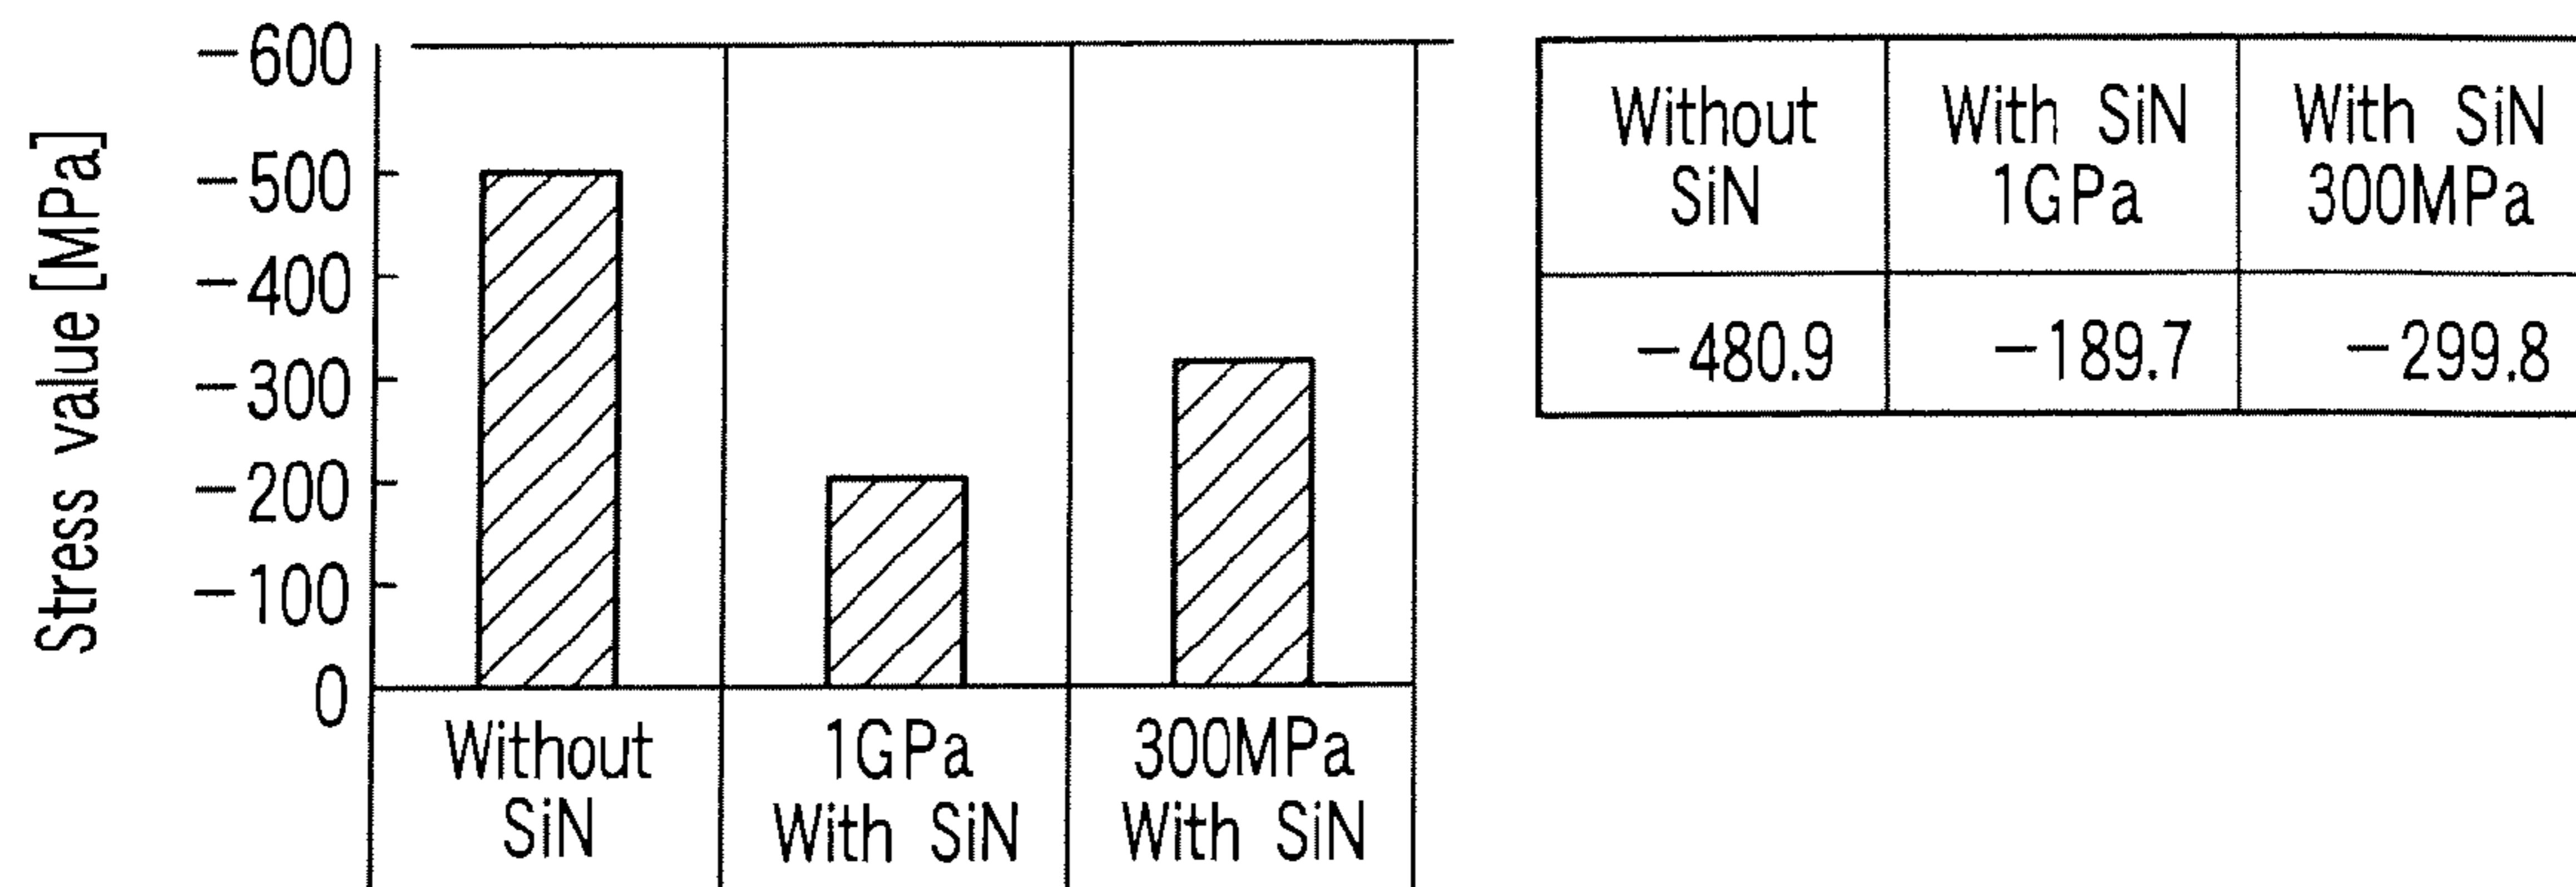 Stress value [MPa]
−600
−500
−400
−300
−200
−100
0
Without
SiN
1GPa
With SiN
300MPa
With SiN
Without
SiN
With SiN
1GPa
With SiN
300MPa
−480.9
−189.7
−299.8